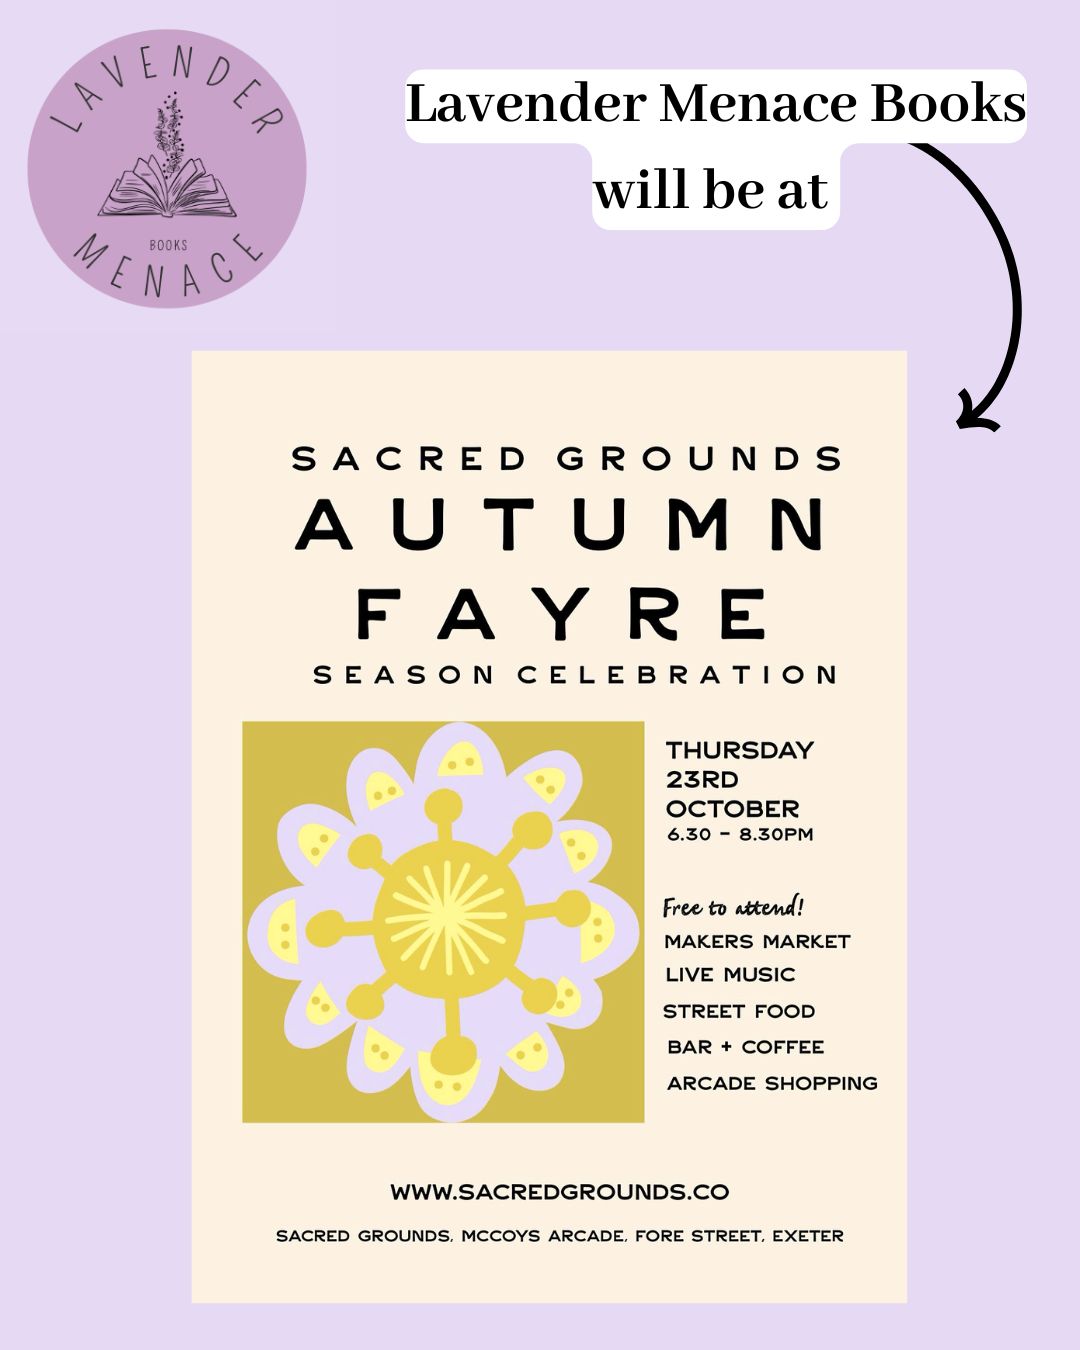 LAVENDER
BOOKS
MENACE
Lavender Menace Books
will be at
SACRED GROUNDS
AUTUMN
FAYRE
SEASON CELEBRATION
THURSDAY
23RD
OCTOBER
6.30 - 8.30PM
Free to attend!
MAKERS MARKET
LIVE MUSIC
STREET FOOD
BAR + COFFEE
ARCADE SHOPPING
WWW.SACREDGROUNDS.CO
SACRED GROUNDS, MCCOYS ARCADE, FORE STREET, EXETER